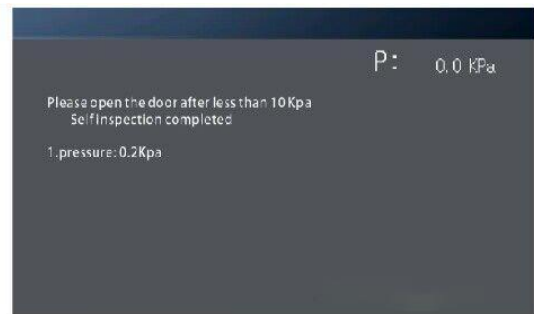 P: 0.0 KPa
Please open the door after less than 10Kpa
Self inspection completed
1.pressure:0.2Kpa